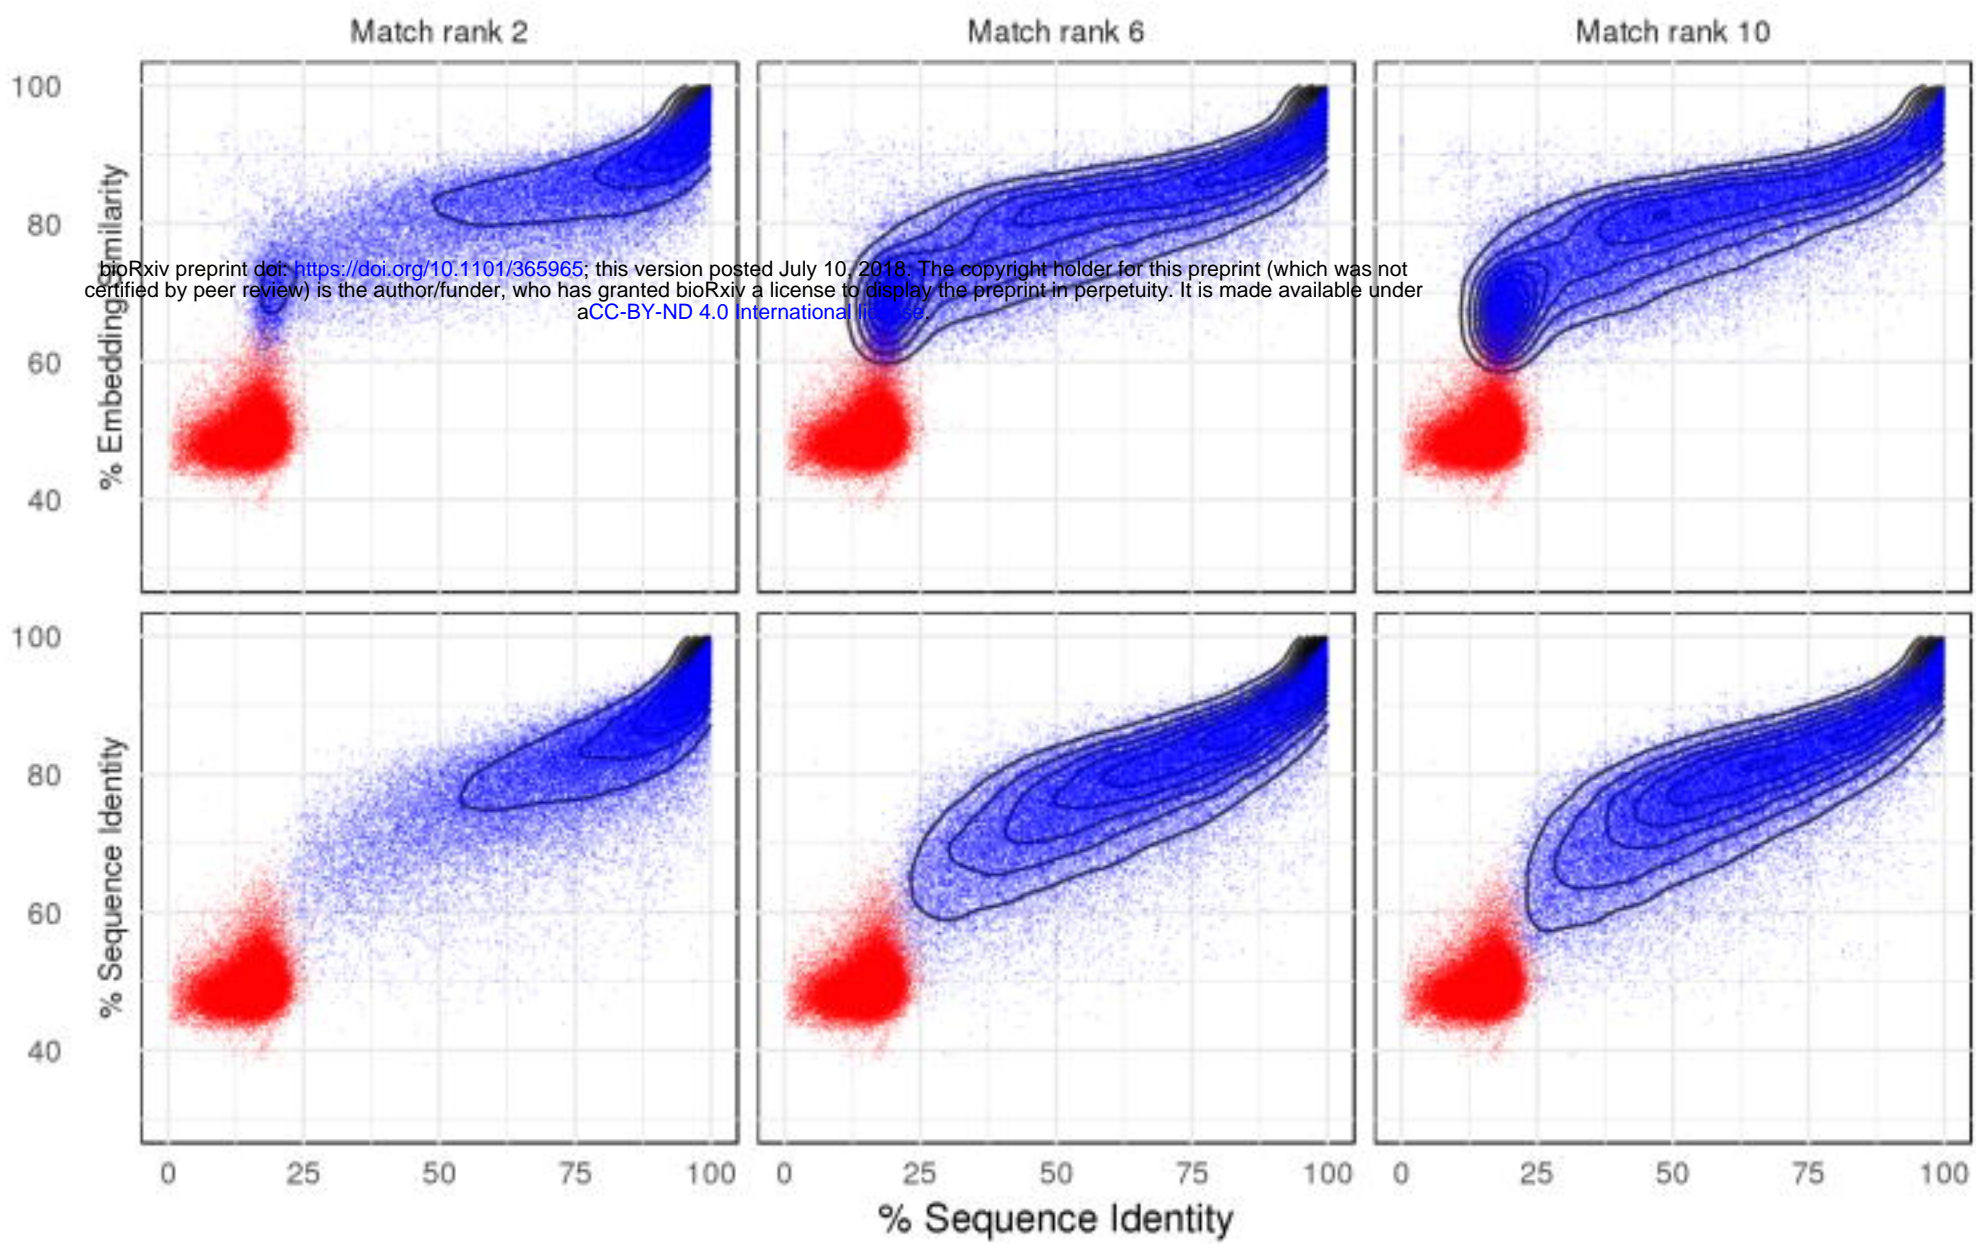 Match rank 2
Match rank 6
Match rank 10
100
80
60
40
% Embedding Similarity
bioRxiv preprint doi: https://doi.org/10.1101/365965; this version posted July 10, 2018. The copyright holder for this preprint (which was not
certified by peer review) is the author/funder, who has granted bioRxiv a license to display the preprint in perpetuity. It is made available under
aCC-BY-ND 4.0 International license.
100
80
60
40
% Sequence Identity
0 25 50 75 100
0 25 50 75 100
0 25 50 75 100
% Sequence Identity